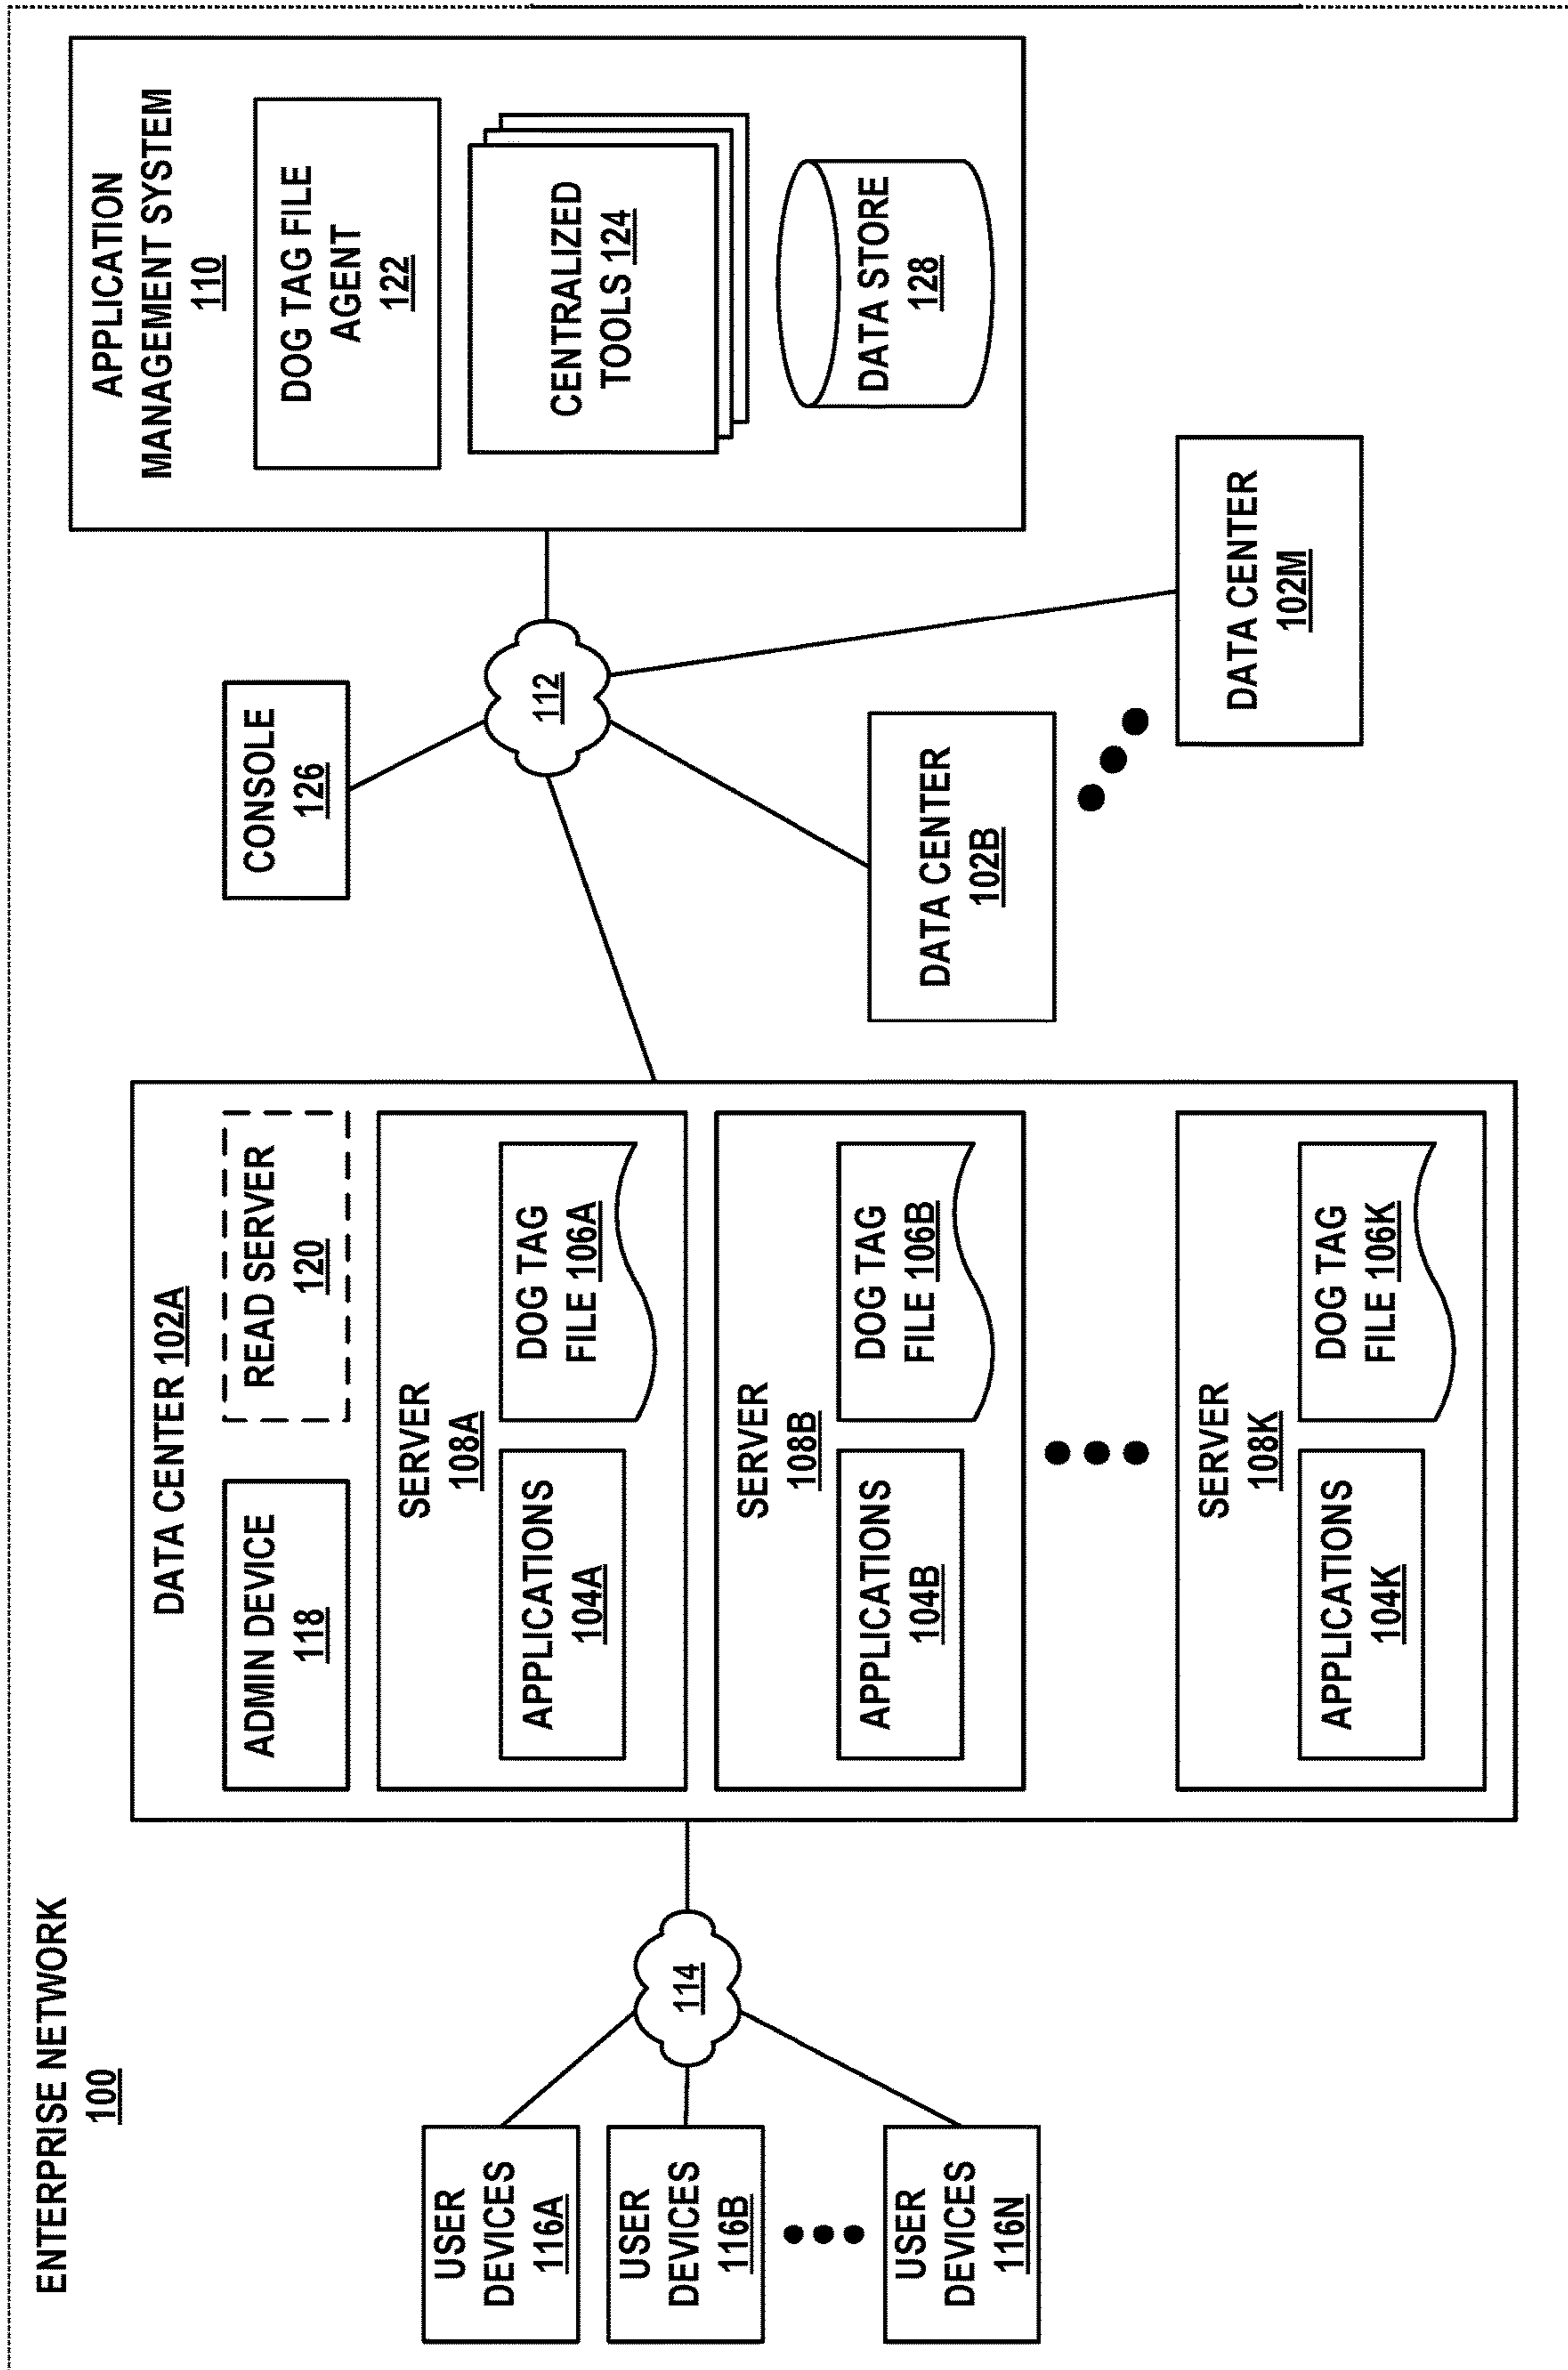 ENTERPRISE NETWORK
100
USER
DEVICES
116A
USER
DEVICES
116B
USER
DEVICES
116N
114
DATA CENTER 102A
ADMIN DEVICE
118
READ SERVER
120
SERVER
108A
APPLICATIONS
104A
DOG TAG
FILE 106A
SERVER
108B
APPLICATIONS
104B
DOG TAG
FILE 106B
SERVER
108K
APPLICATIONS
104K
DOG TAG
FILE 106K
CONSOLE
126
112
DATA CENTER
102B
DATA CENTER
102M
APPLICATION
MANAGEMENT SYSTEM
110
DOG TAG FILE
AGENT
122
CENTRALIZED
TOOLS 124
DATA STORE
128